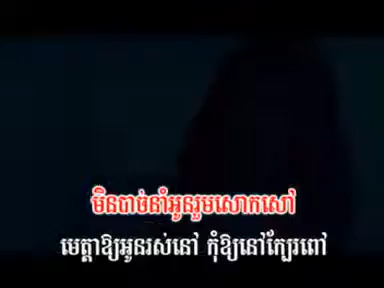 មិនបាច់នាំអូនរួមសោកសៅ
មេត្តាឱ្យអូនរស់នៅ កុំឱ្យនៅក្បែរពៅ